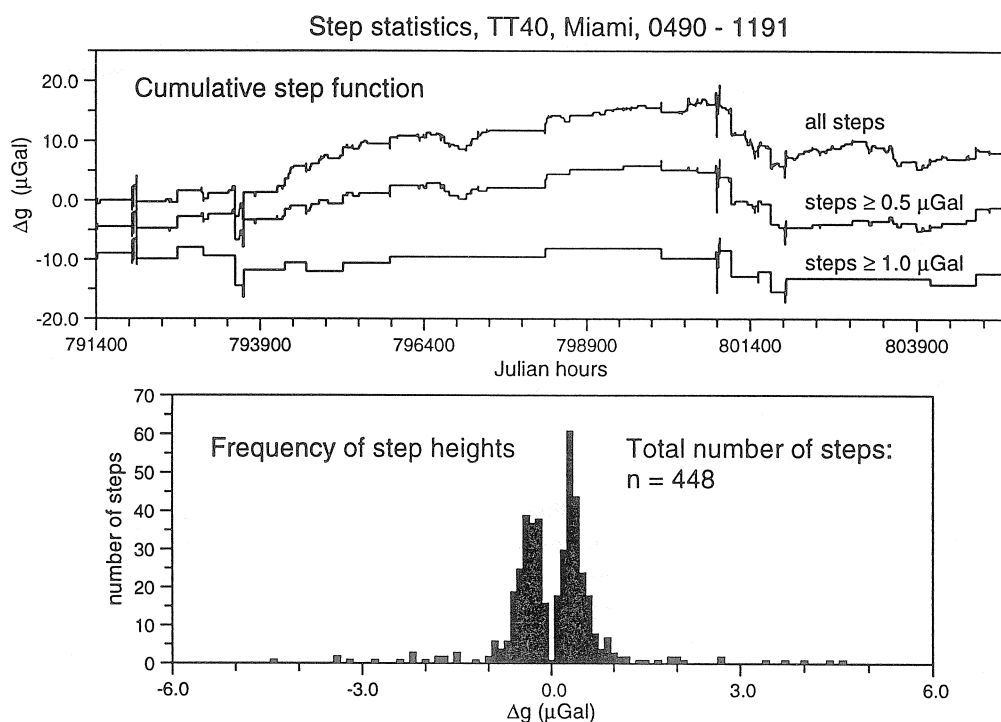 Step statistics, TT40, Miami, 0490 - 1191
Cumulative step function
20.0
10.0
0.0
-10.0
-20.0
Δg (μGal)
all steps
steps ≥ 0.5 μGal
steps ≥ 1.0 μGal
791400 793900 796400 798900 801400 803900
Julian hours
70
60
50
40
30
20
10
0
number of steps
Frequency of step heights
Total number of steps:
n = 448
-6.0 -3.0 0.0 3.0 6.0
Δg (μGal)